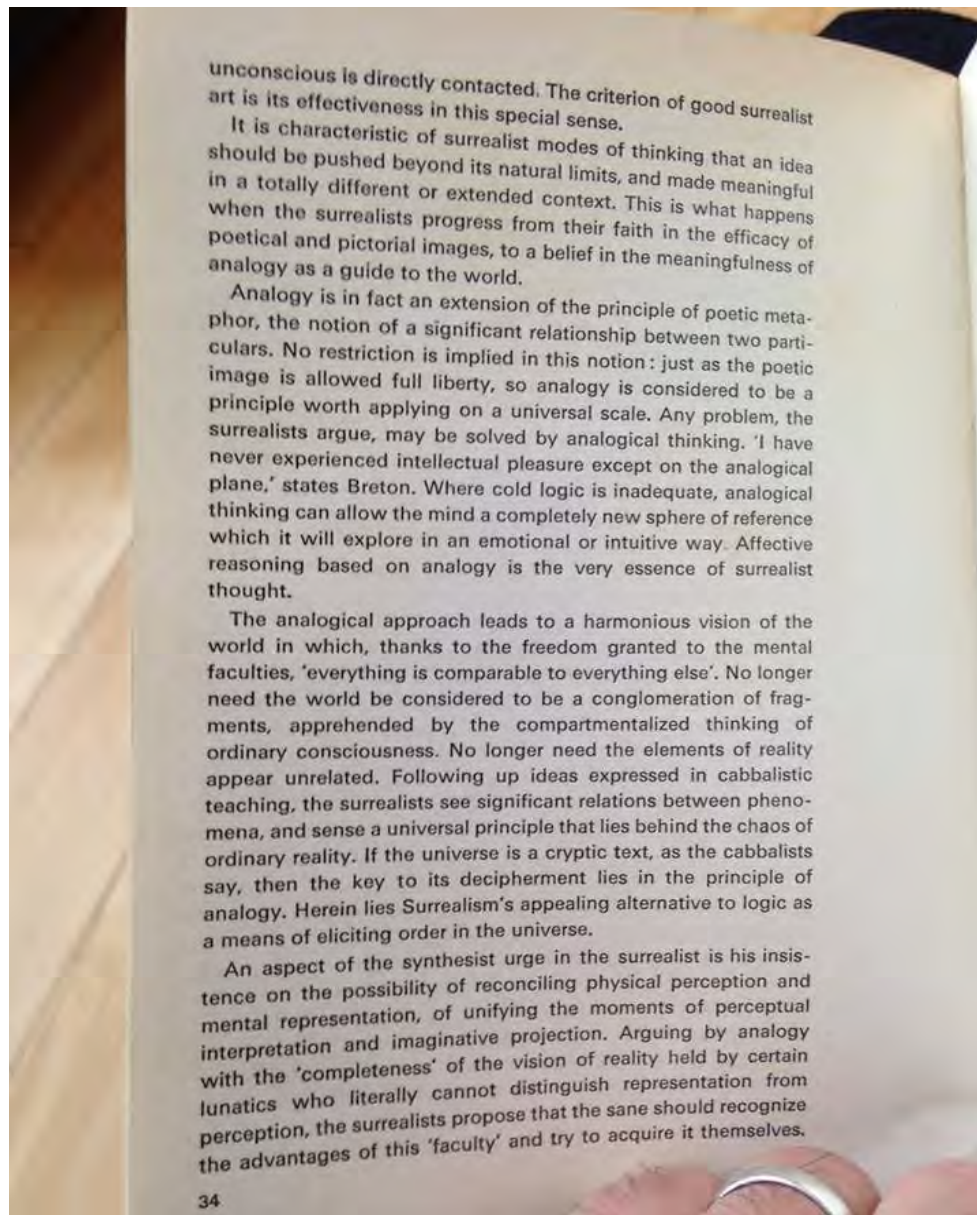 unconscious is directly contacted. The criterion of good surrealist
art is its effectiveness in this special sense.
It is characteristic of surrealist modes of thinking that an idea
should be pushed beyond its natural limits, and made meaningful
in a totally different or extended context. This is what happens
when the surrealists progress from their faith in the efficacy of
poetical and pictorial images, to a belief in the meaningfulness of
analogy as a guide to the world.
Analogy is in fact an extension of the principle of poetic meta-
phor, the notion of a significant relationship between two parti-
culars. No restriction is implied in this notion : just as the poetic
image is allowed full liberty, so analogy is considered to be a
principle worth applying on a universal scale. Any problem, the
surrealists argue, may be solved by analogical thinking. 'I have
never experienced intellectual pleasure except on the analogical
plane,' states Breton. Where cold logic is inadequate, analogical
thinking can allow the mind a completely new sphere of reference
which it will explore in an emotional or intuitive way. Affective
reasoning based on analogy is the very essence of surrealist
thought.
The analogical approach leads to a harmonious vision of the
world in which, thanks to the freedom granted to the mental
faculties, 'everything is comparable to everything else'. No longer
need the world be considered to be a conglomeration of frag-
ments, apprehended by the compartmentalized thinking of
ordinary consciousness. No longer need the elements of reality
appear unrelated. Following up ideas expressed in cabbalistic
teaching, the surrealists see significant relations between pheno-
mena, and sense a universal principle that lies behind the chaos of
ordinary reality. If the universe is a cryptic text, as the cabbalists
say, then the key to its decipherment lies in the principle of
analogy. Herein lies Surrealism's appealing alternative to logic as
a means of eliciting order in the universe.
An aspect of the synthesist urge in the surrealist is his insis-
tence on the possibility of reconciling physical perception and
mental representation, of unifying the moments of perceptual
interpretation and imaginative projection. Arguing by analogy
with the 'completeness' of the vision of reality held by certain
lunatics who literally cannot distinguish representation from
perception, the surrealists propose that the sane should recognize
the advantages of this 'faculty' and try to acquire it themselves.
34